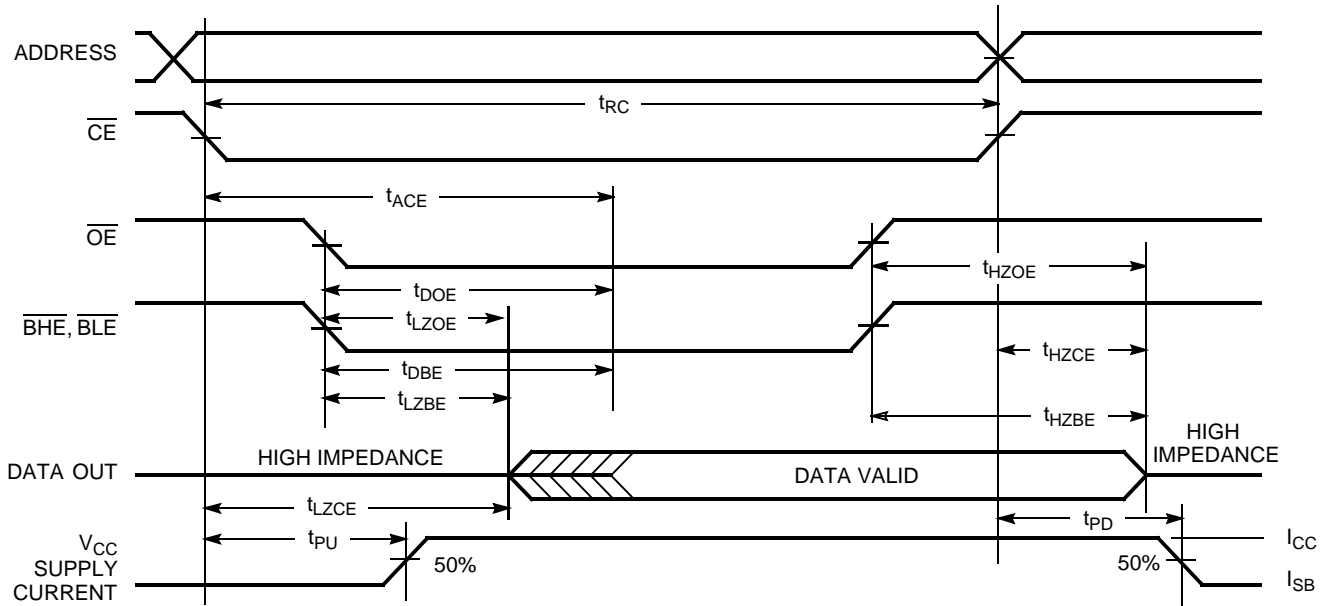 ADDRESS
tRC
CE
tACE
OE
tHZOE
tDOE
BHE, BLE
tLZOE
tHZCE
tDBE
tLZBE
tHZBE
HIGH
IMPEDANCE
DATA OUT
HIGH IMPEDANCE
DATA VALID
tLZCE
tPD
VCC
SUPPLY
CURRENT
tPU
50%
50%
ICC
ISB